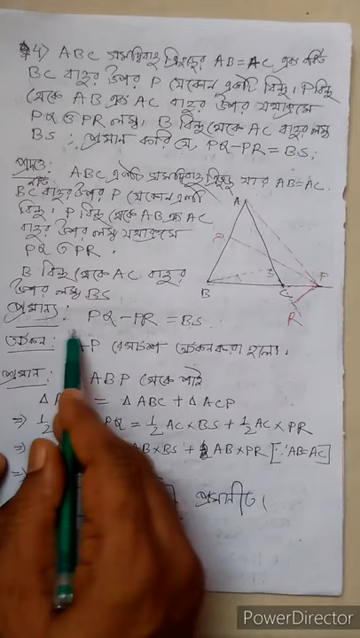 4) ABC সমদ্বিবাহু ত্রিভুজের AB=AC এবং বর্ধিত
BC বাহুর উপর P যেকোন একটি বিন্দু। P বিন্দু
থেকে AB এবং AC বাহুর উপর যথাক্রমে
PQ ও PR লম্ব। B বিন্দু থেকে AC বাহুর লম্ব
BS; প্রমাণ করি যে, PQ-PR=BS;
প্রদত্ত: ABC একটি সমদ্বিবাহু ত্রিভুজ যার AB=AC.
বর্ধিত BC বাহুর উপর P যেকোন একটি
বিন্দু। P বিন্দু থেকে AB এবং AC
বাহুর উপর লম্ব যথাক্রমে
PQ ও PR.
B বিন্দু থেকে AC বাহুর
উপর লম্ব BS
A
Q
S
B
C
P
R
প্রমাণ্য: PQ-PR=BS.
অঙ্কন: A-P যোগ করা হলো।
প্রমাণ: ABP থেকে পাই
Δ = ΔABC + ΔACP
⇒ ½ PQ = ½ AC×BS + ½ AC×PR
⇒ AB×BS + AB×PR [∵AB=AC]
⇒
প্রমাণিত।
PowerDirector